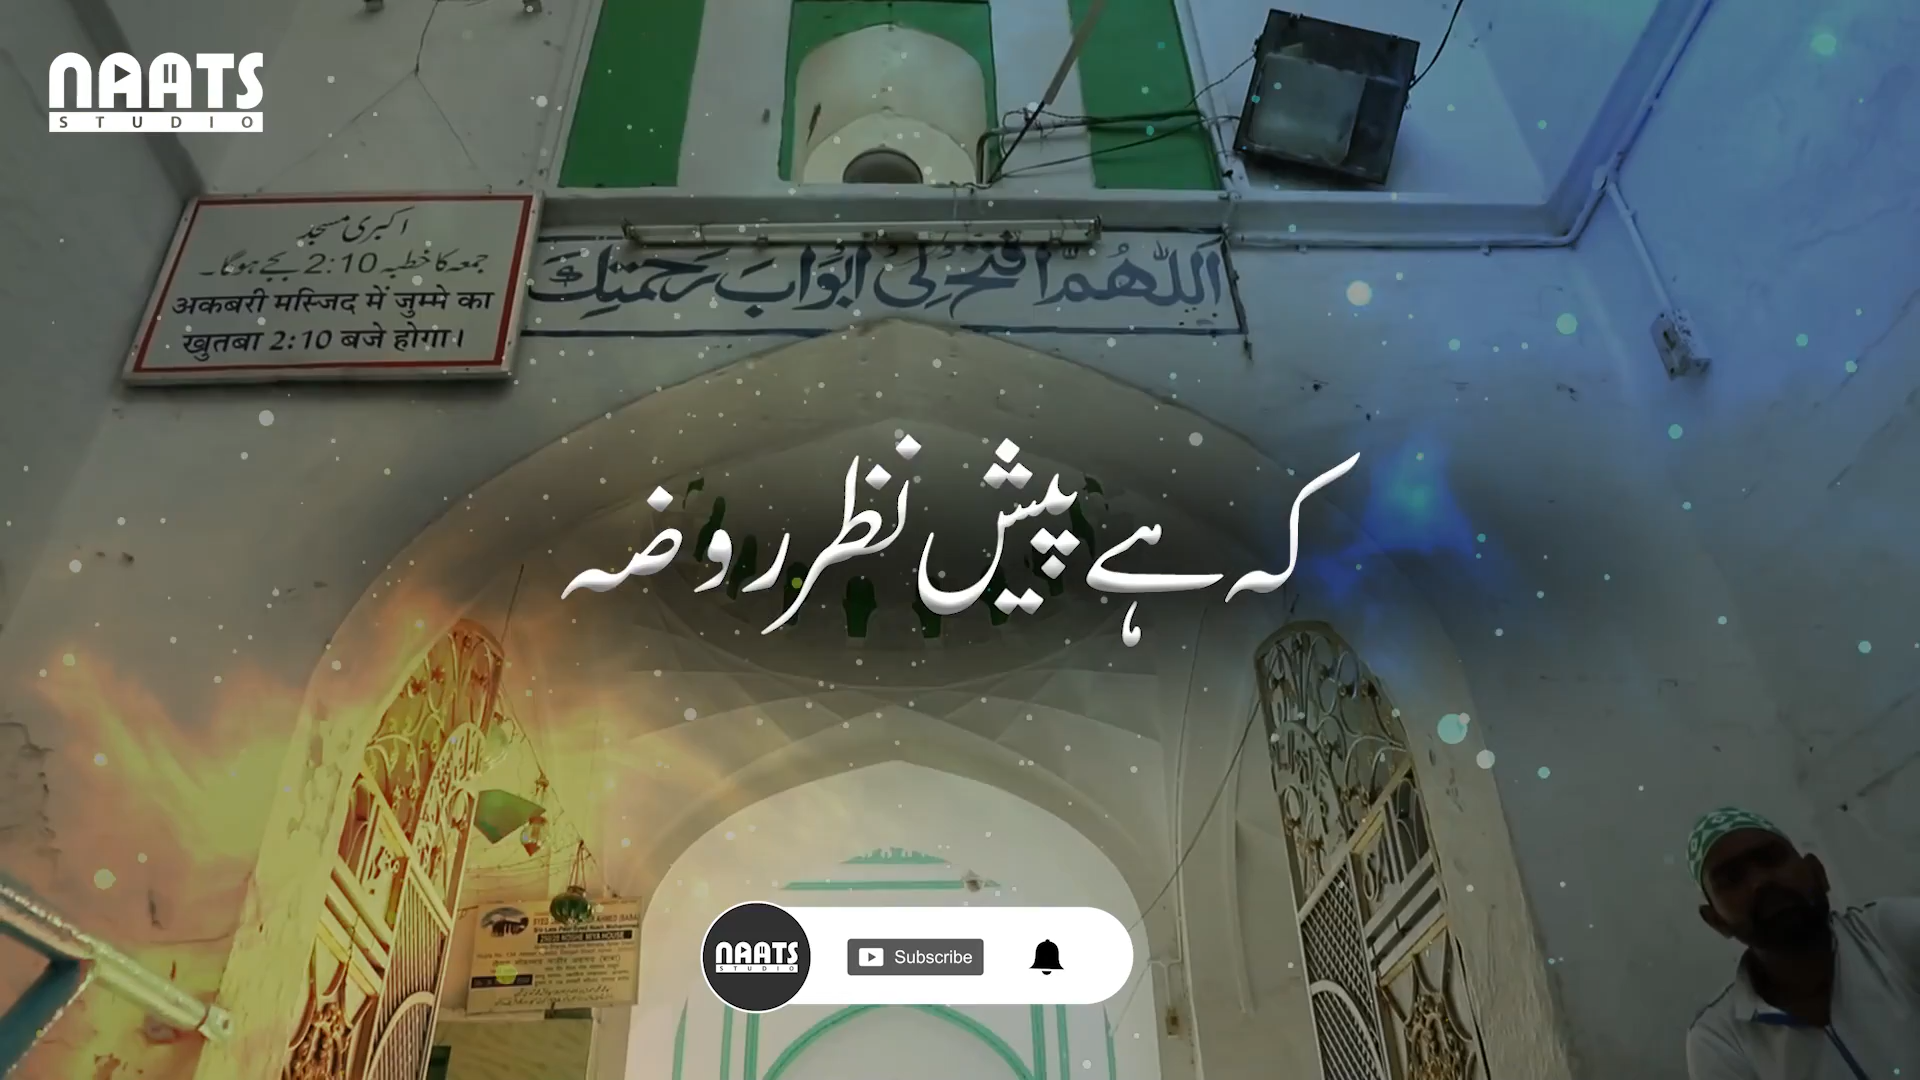 NAATS
STUDIO
اکبری مسجد
جمعہ کا خطبہ 2:10 بجے ہوگا۔
अकबरी मस्जिद में जुम्मे का
खुतबा 2:10 बजे होगा।
اَللّٰهُمَّ افْتَحْ لِىْ اَبْوَابَ رَحْمَتِكَ
کہ ہے پیشِ نظر روضہ
NAATS
STUDIO
Subscribe